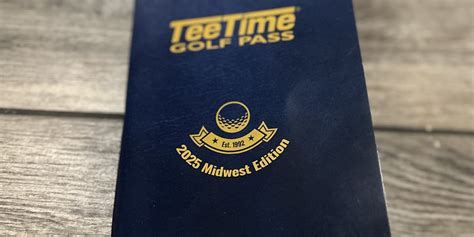 TeeTime®
GOLF PASS
Est. 1992
2025 Midwest Edition